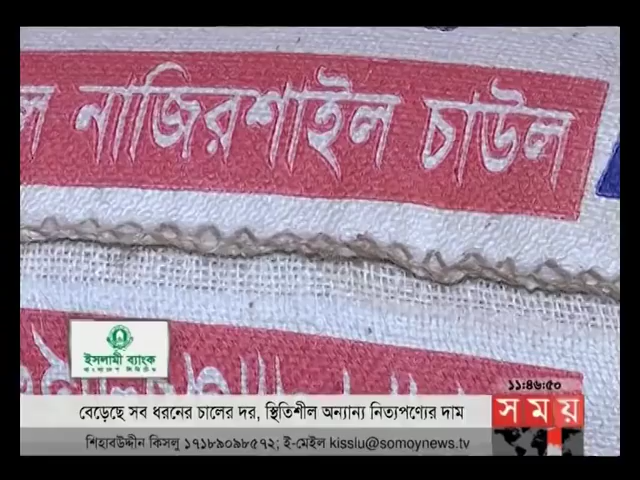 ল নাজিরশাইল চাউল
ইসলামী ব্যাংক
বাংলাদেশ লিমিটেড
১১:৪৬:৫০
বেড়েছে সব ধরনের চালের দর, স্থিতিশীল অন্যান্য নিত্যপণ্যের দাম
সময়
শিহাবউদ্দীন কিসলু ১৭১৮৯০৯৮৫৭২; ই-মেইল kisslu@somoynews.tv